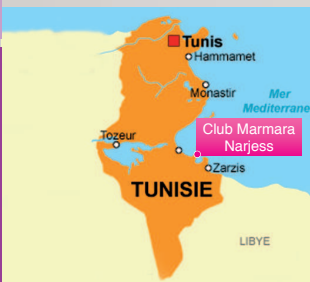 Tunis
Hammamet
Monastir
Mer
Mediterrane
Club Marmara
Narjess
Tozeur
Zarzis
TUNISIE
LIBYE